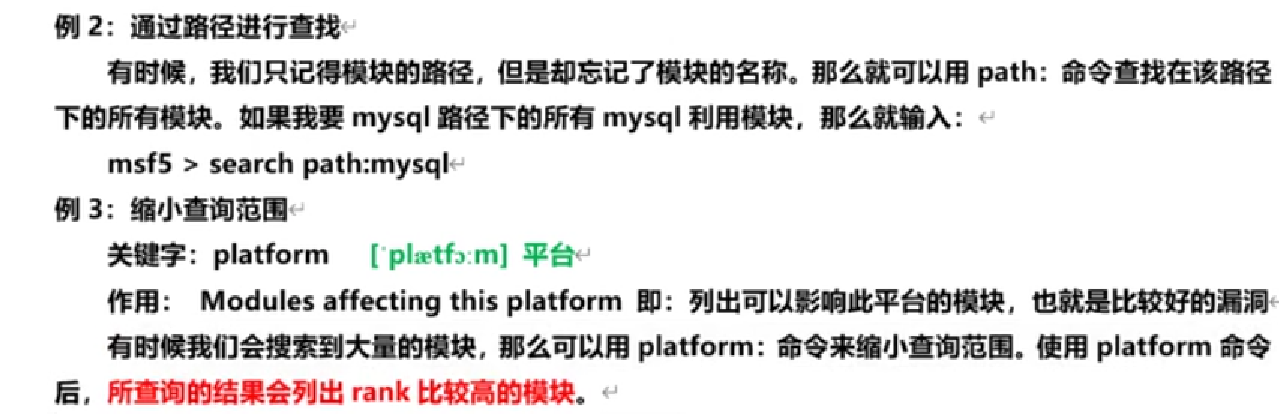 例 2：通过路径进行查找↵
有时候，我们只记得模块的路径，但是却忘记了模块的名称。那么就可以用 path：命令查找在该路径
下的所有模块。如果我要 mysql 路径下的所有 mysql 利用模块，那么就输入：↵
msf5 > search path:mysql↵
例 3：缩小查询范围↵
关键字：platform [ˈplætfɔːm] 平台↵
作用： Modules affecting this platform 即：列出可以影响此平台的模块，也就是比较好的漏洞↵
有时候我们会搜索到大量的模块，那么可以用 platform：命令来缩小查询范围。使用 platform 命令
后，所查询的结果会列出 rank 比较高的模块。↵